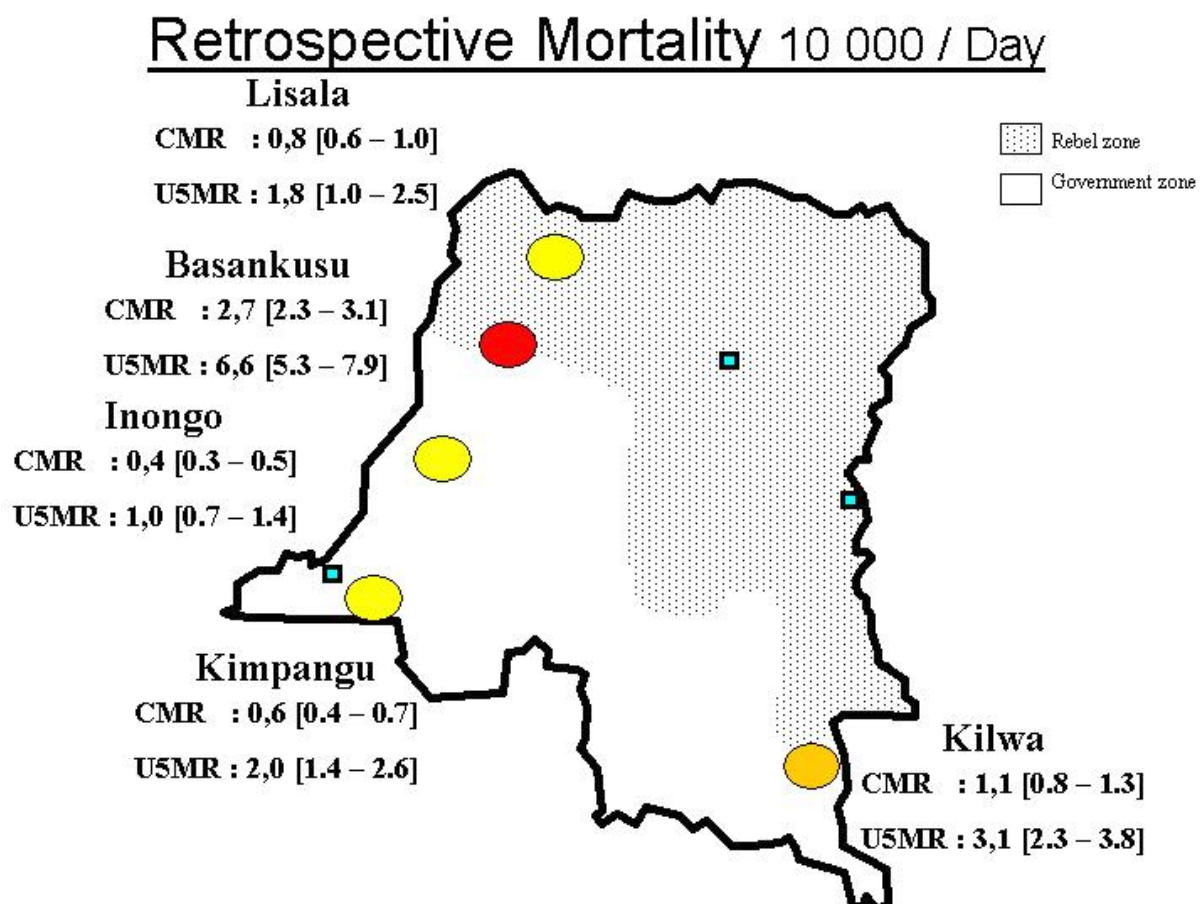 Retrospective Mortality 10 000 / Day
Lisala
CMR : 0,8 [0.6 – 1.0]
U5MR : 1,8 [1.0 – 2.5]
Rebel zone
Government zone
Basankusu
CMR : 2,7 [2.3 – 3.1]
U5MR : 6,6 [5.3 – 7.9]
Inongo
CMR : 0,4 [0.3 – 0.5]
U5MR : 1,0 [0.7 – 1.4]
Kimpangu
CMR : 0,6 [0.4 – 0.7]
U5MR : 2,0 [1.4 – 2.6]
Kilwa
CMR : 1,1 [0.8 – 1.3]
U5MR : 3,1 [2.3 – 3.8]